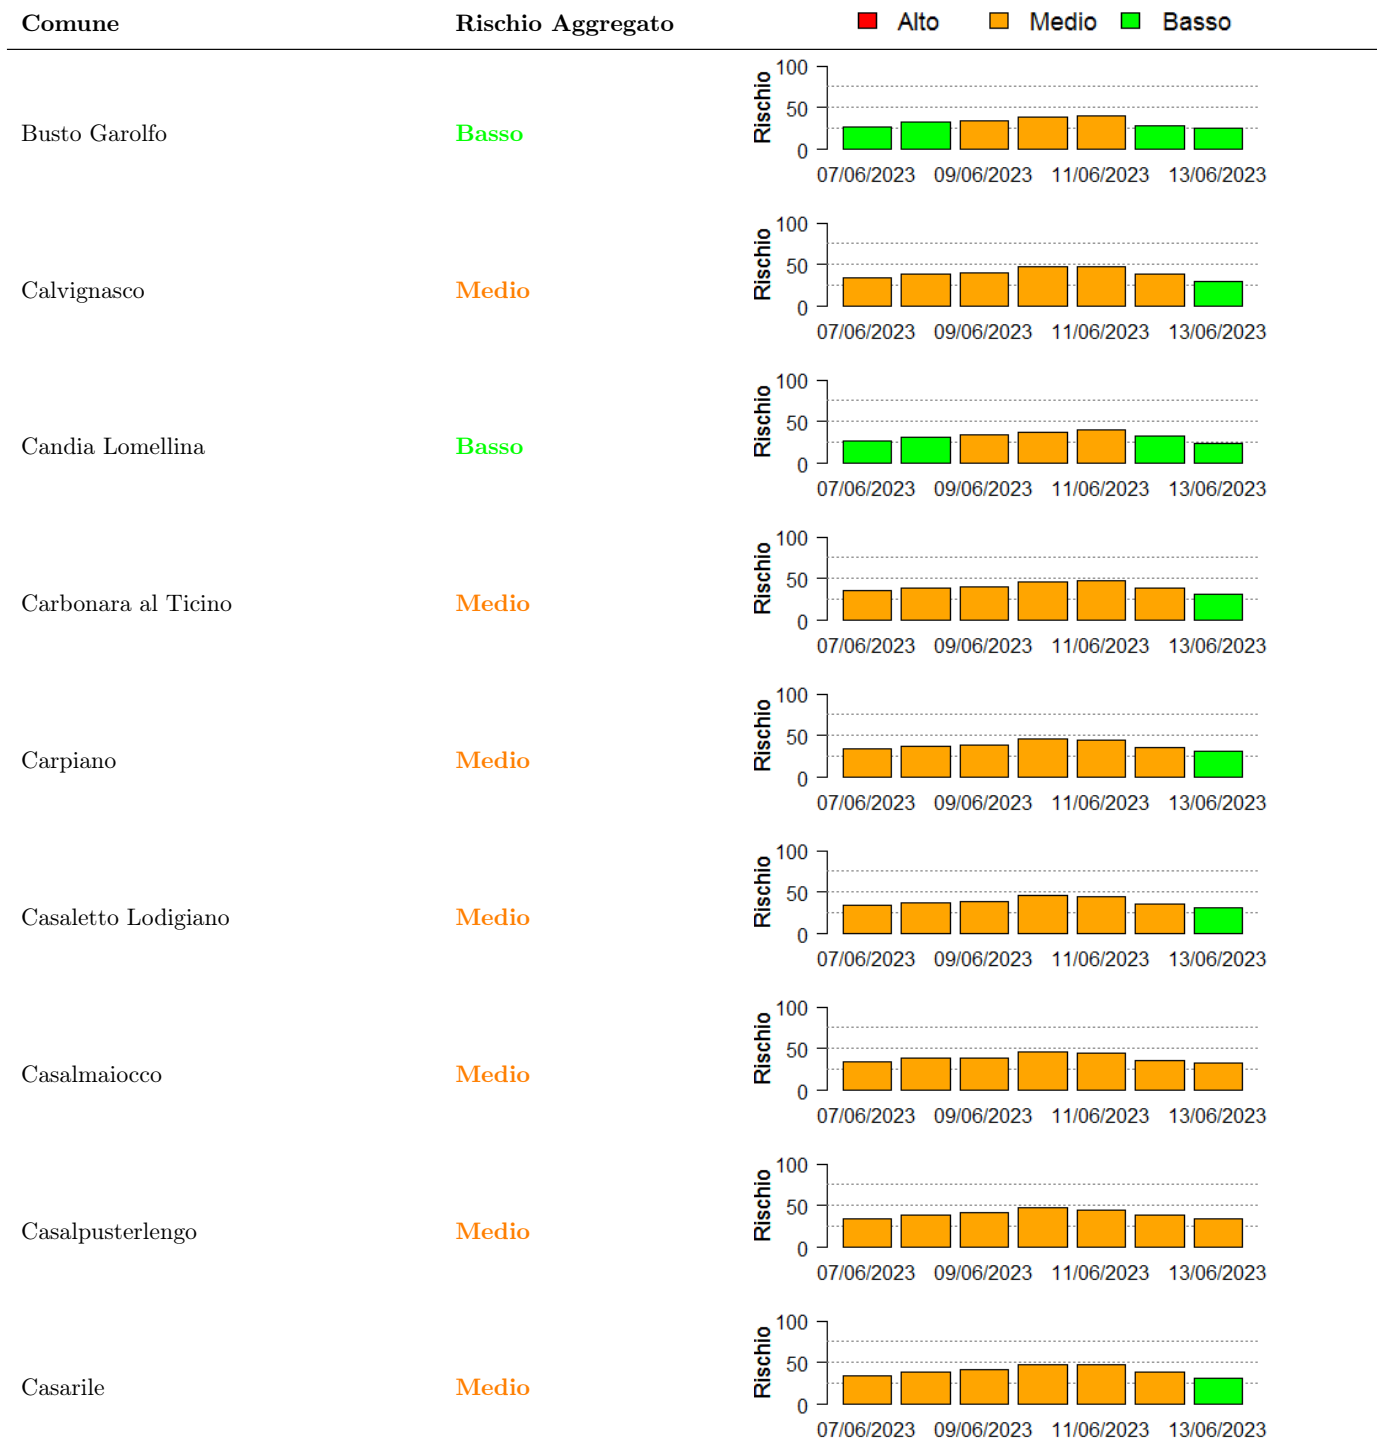 Comune Rischio Aggregato Alto Medio Basso
100
50
0
Rischio
Busto Garolfo Basso
07/06/2023 09/06/2023 11/06/2023 13/06/2023
100
50
0
Rischio
Calvignasco Medio
07/06/2023 09/06/2023 11/06/2023 13/06/2023
100
50
0
Rischio
Candia Lomellina Basso
07/06/2023 09/06/2023 11/06/2023 13/06/2023
100
50
0
Rischio
Carbonara al Ticino Medio
07/06/2023 09/06/2023 11/06/2023 13/06/2023
100
50
0
Rischio
Carpiano Medio
07/06/2023 09/06/2023 11/06/2023 13/06/2023
100
50
0
Rischio
Casaletto Lodigiano Medio
07/06/2023 09/06/2023 11/06/2023 13/06/2023
100
50
0
Rischio
Casalmaiocco Medio
07/06/2023 09/06/2023 11/06/2023 13/06/2023
100
50
0
Rischio
Casalpusterlengo Medio
07/06/2023 09/06/2023 11/06/2023 13/06/2023
100
50
0
Rischio
Casarile Medio
07/06/2023 09/06/2023 11/06/2023 13/06/2023